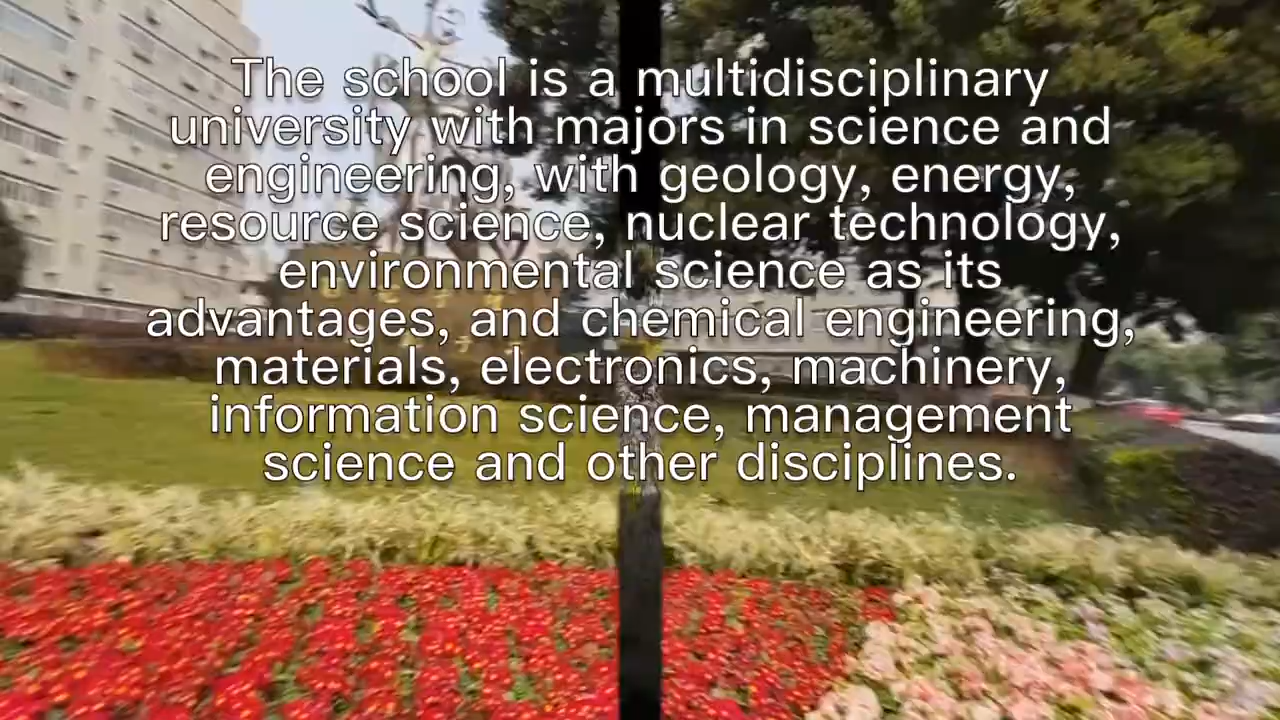 The school is a multidisciplinary
university with majors in science and
engineering, with geology, energy,
resource science, nuclear technology,
environmental science as its
advantages, and chemical engineering,
materials, electronics, machinery,
information science, management
science and other disciplines.